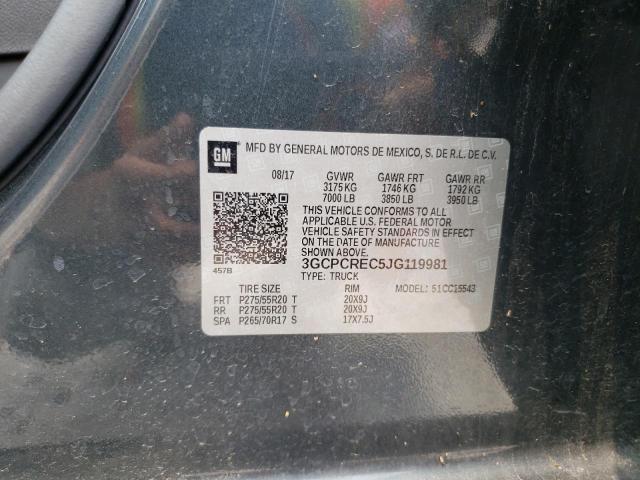 GM
MFD BY GENERAL MOTORS DE MEXICO, S. DE R.L. DE C.V.
08/17 GVWR GAWR FRT GAWR RR
3175 KG 1746 KG 1792 KG
7000 LB 3850 LB 3950 LB
THIS VEHICLE CONFORMS TO ALL
APPLICABLE U.S. FEDERAL MOTOR
VEHICLE SAFETY STANDARDS IN EFFECT
ON THE DATE OF MANUFACTURE
SHOWN ABOVE.
3GCPCREC5JG119981
TYPE: TRUCK
457B
TIRE SIZE RIM MODEL: 51CC15543
FRT P275/55R20 T 20X9J
RR P275/55R20 T 20X9J
SPA P265/70R17 S 17X7.5J